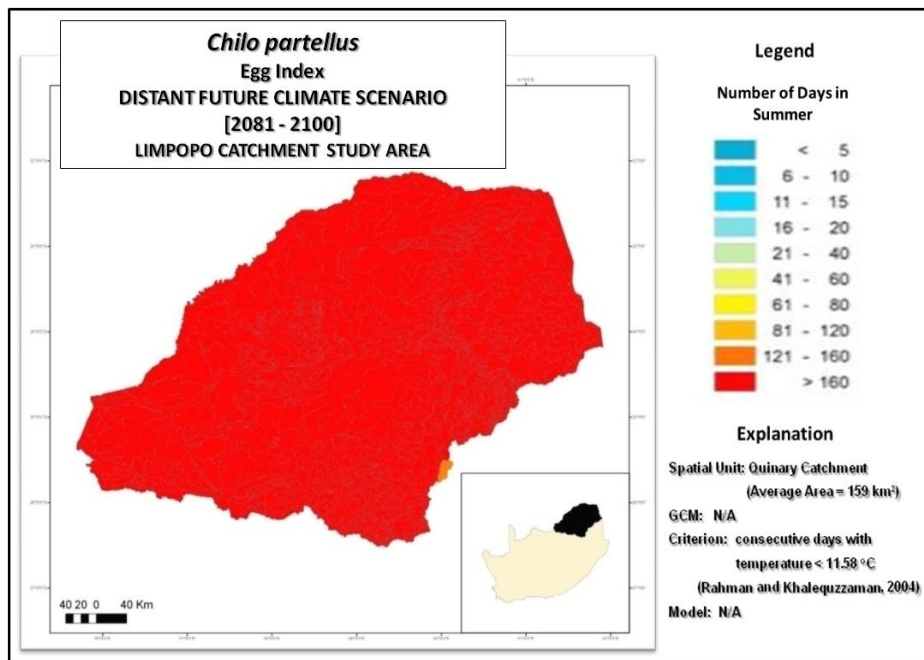 Chilo partellus
Egg Index
DISTANT FUTURE CLIMATE SCENARIO
[2081 - 2100]
LIMPOPO CATCHMENT STUDY AREA
40 20 0 40 Km
Legend
Number of Days in
Summer
< 5
6 - 10
11 - 15
16 - 20
21 - 40
41 - 60
61 - 80
81 - 120
121 - 160
> 160
Explanation
Spatial Unit: Quinary Catchment
(Average Area = 159 km²)
GCM: N/A
Criterion: consecutive days with
temperature < 11.58 °C
(Rahman and Khalequzzaman, 2004)
Model: N/A